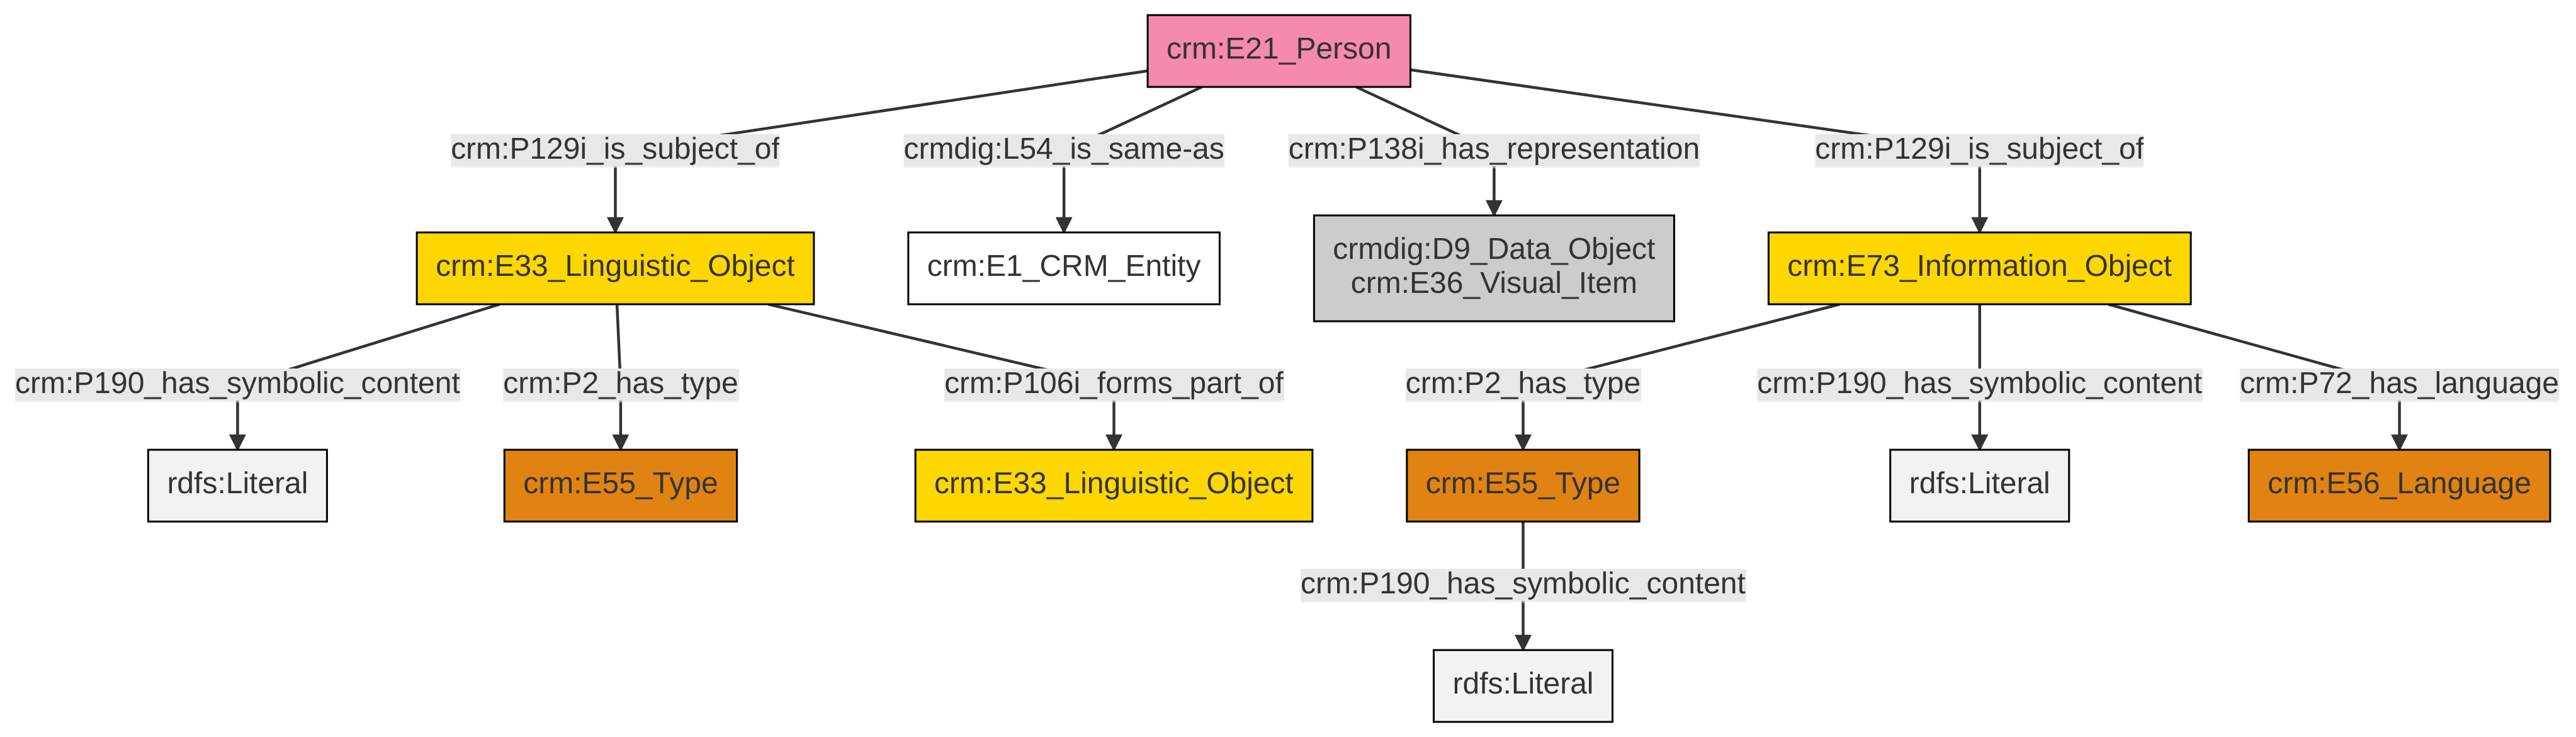 crm:E21_Person
crm:P129i_is_subject_of
crmdig:L54_is_same-as
crm:P138i_has_representation
crm:P129i_is_subject_of
crm:E33_Linguistic_Object
crm:E1_CRM_Entity
crmdig:D9_Data_Object
crm:E36_Visual_Item
crm:E73_Information_Object
crm:P190_has_symbolic_content
crm:P2_has_type
crm:P106i_forms_part_of
crm:P2_has_type
crm:P190_has_symbolic_content
crm:P72_has_language
rdfs:Literal
crm:E55_Type
crm:E33_Linguistic_Object
crm:E55_Type
rdfs:Literal
crm:E56_Language
crm:P190_has_symbolic_content
rdfs:Literal